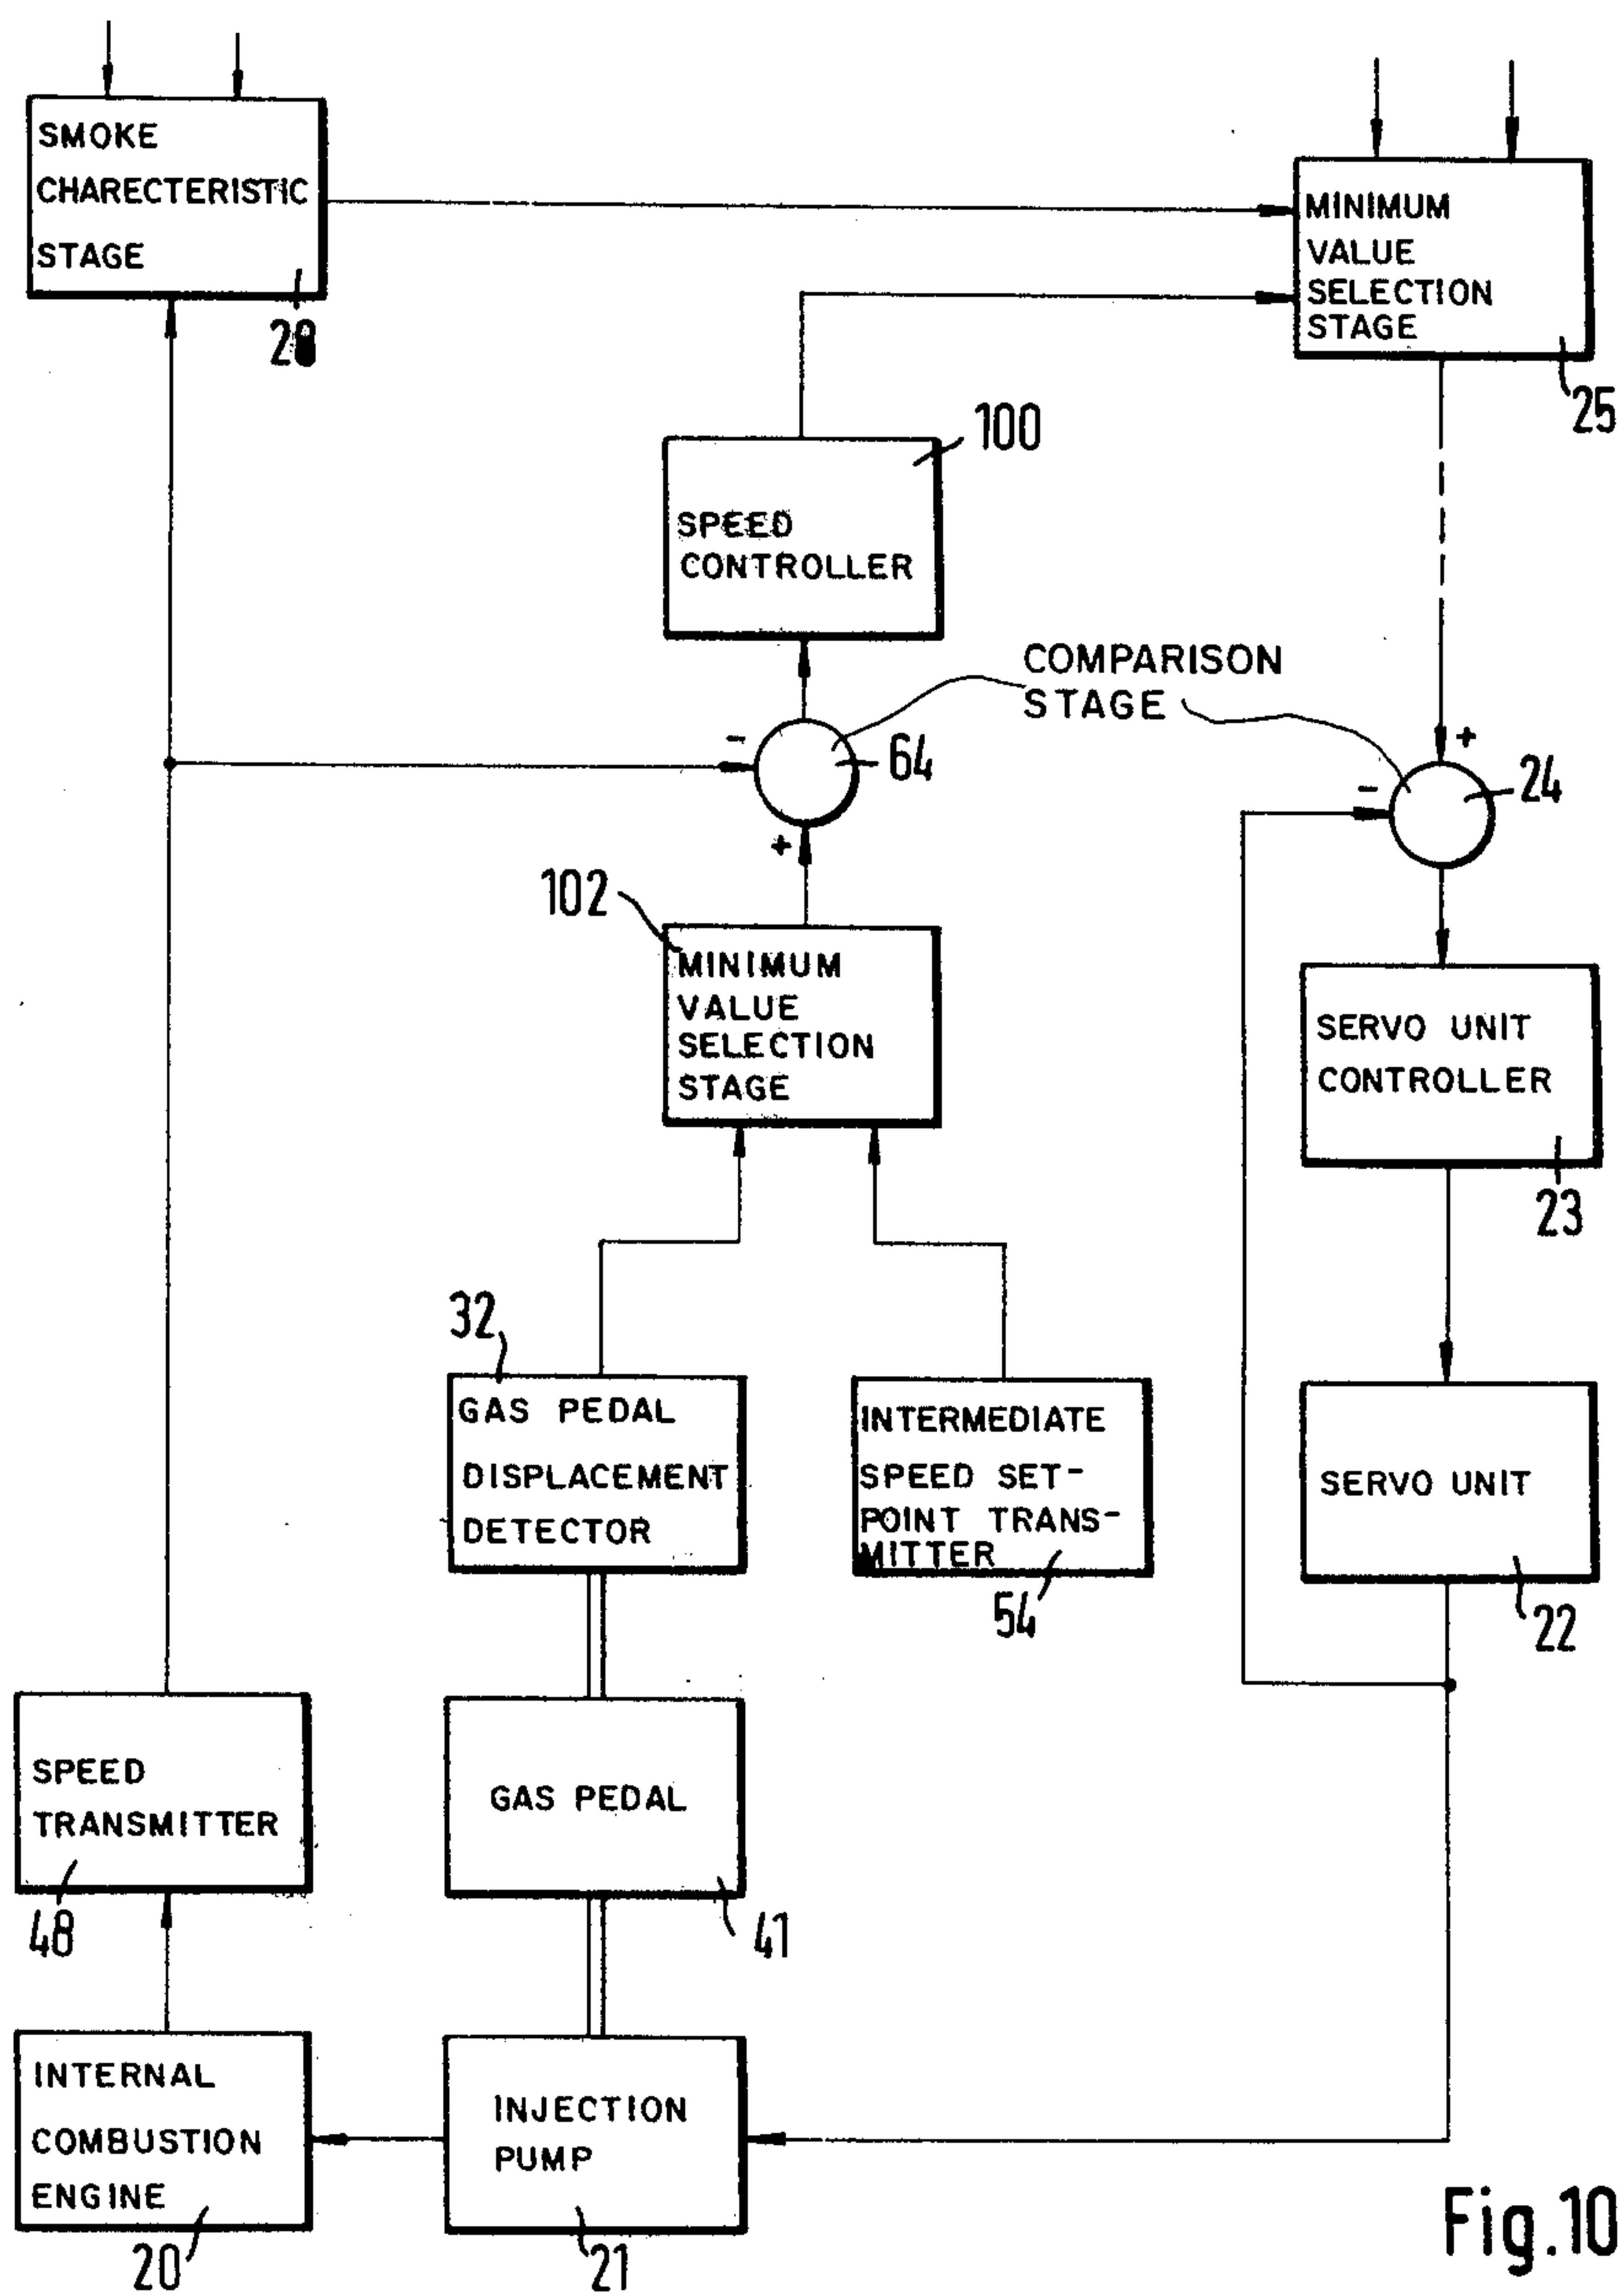 SMOKE
CHARECTERISTIC
STAGE
MINIMUM
VALUE
SELECTION
STAGE
25
100
SPEED
CONTROLLER
COMPARISON
STAGE
-
64
+
+
-
24
102
MINIMUM
VALUE
SELECTION
STAGE
SERVO UNIT
CONTROLLER
23
32
GAS PEDAL
DISPLACEMENT
DETECTOR
INTERMEDIATE
SPEED SET-
POINT TRANS-
MITTER
54
SERVO UNIT
22
SPEED
TRANSMITTER
48
GAS PEDAL
41
INTERNAL
COMBUSTION
ENGINE
20
INJECTION
PUMP
21
Fig.10